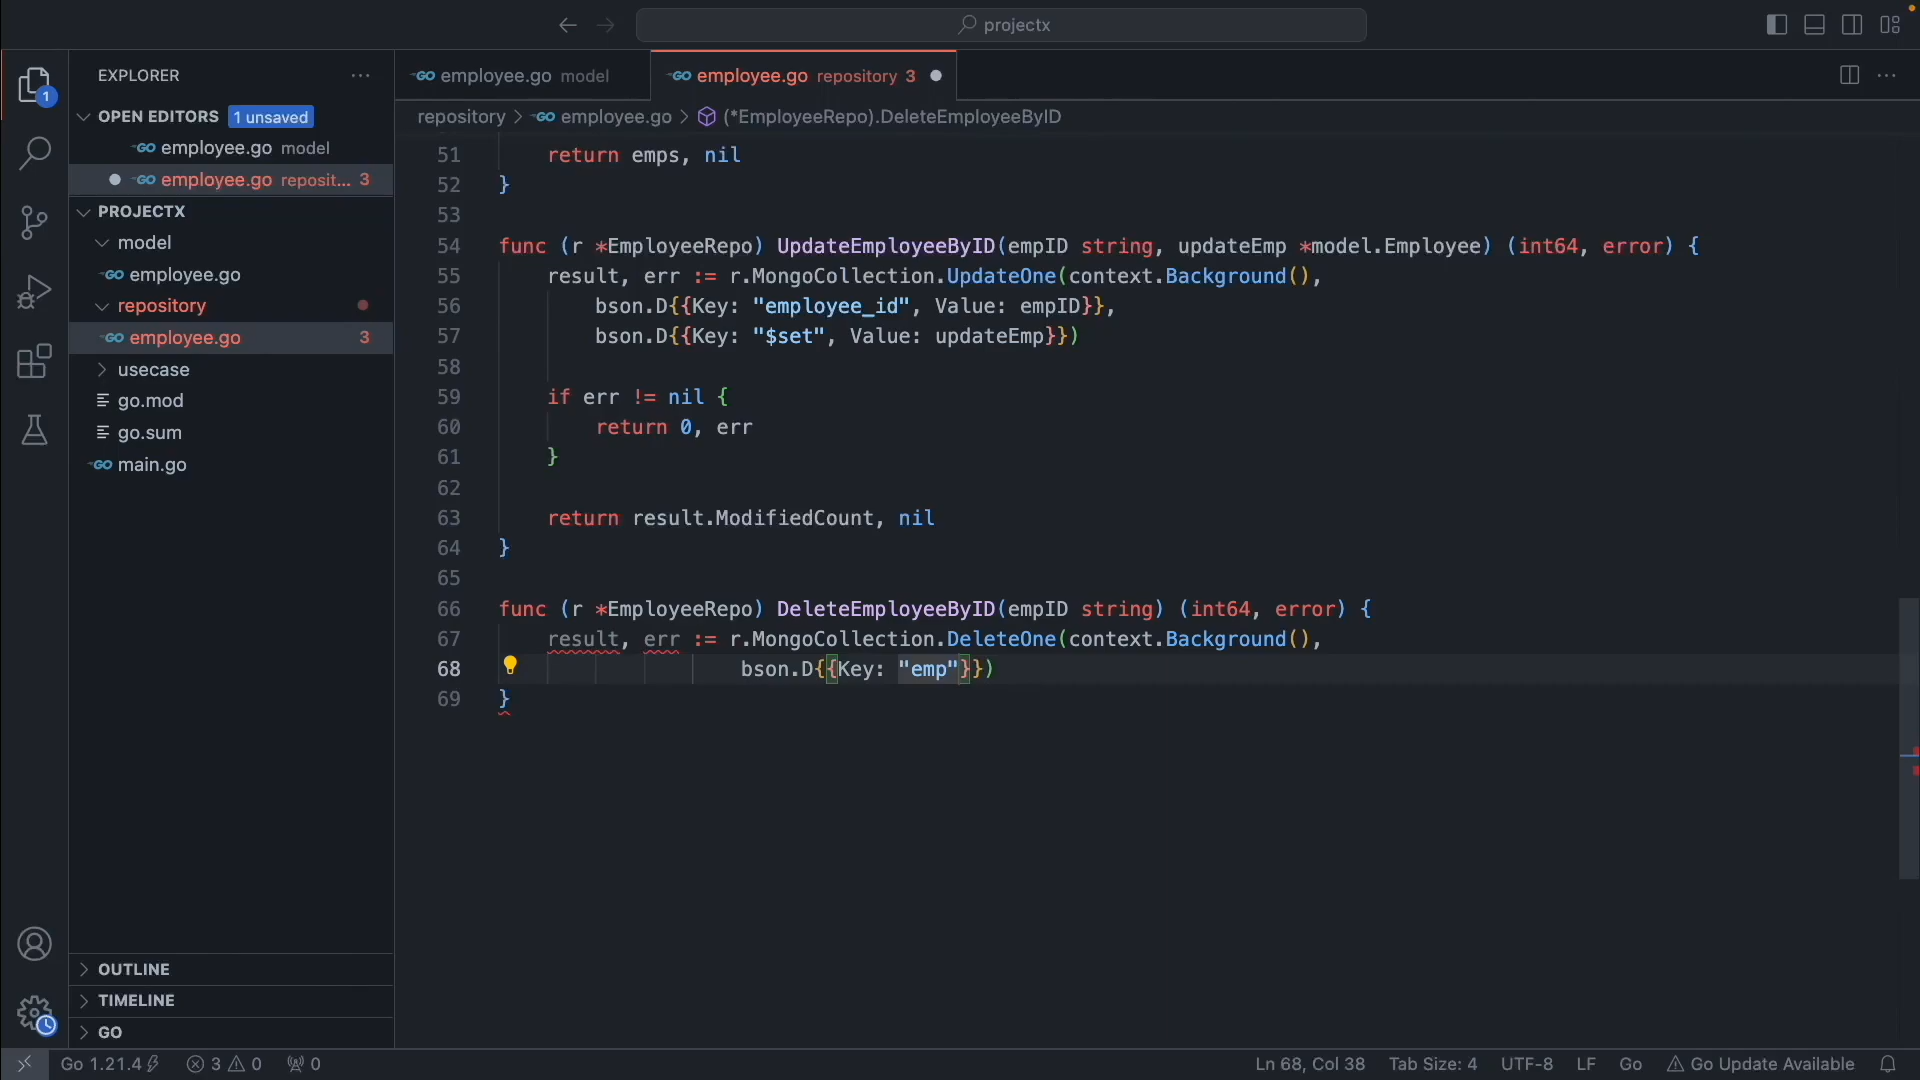 projectx
EXPLORER
OPEN EDITORS 1 unsaved
employee.go model
employee.go reposit... 3
PROJECTX
model
employee.go
repository
employee.go 3
usecase
go.mod
go.sum
main.go
OUTLINE
TIMELINE
GO
employee.go model
employee.go repository 3
repository > employee.go > (*EmployeeRepo).DeleteEmployeeByID
51 return emps, nil
52 }
53
54 func (r *EmployeeRepo) UpdateEmployeeByID(empID string, updateEmp *model.Employee) (int64, error) {
55 result, err := r.MongoCollection.UpdateOne(context.Background(),
56 bson.D{{Key: "employee_id", Value: empID}},
57 bson.D{{Key: "$set", Value: updateEmp}})
58
59 if err != nil {
60 return 0, err
61 }
62
63 return result.ModifiedCount, nil
64 }
65
66 func (r *EmployeeRepo) DeleteEmployeeByID(empID string) (int64, error) {
67 result, err := r.MongoCollection.DeleteOne(context.Background(),
68 bson.D{{Key: "emp"}})
69 }
1
Go 1.21.4 3 0 0 Ln 68, Col 38 Tab Size: 4 UTF-8 LF Go Go Update Available